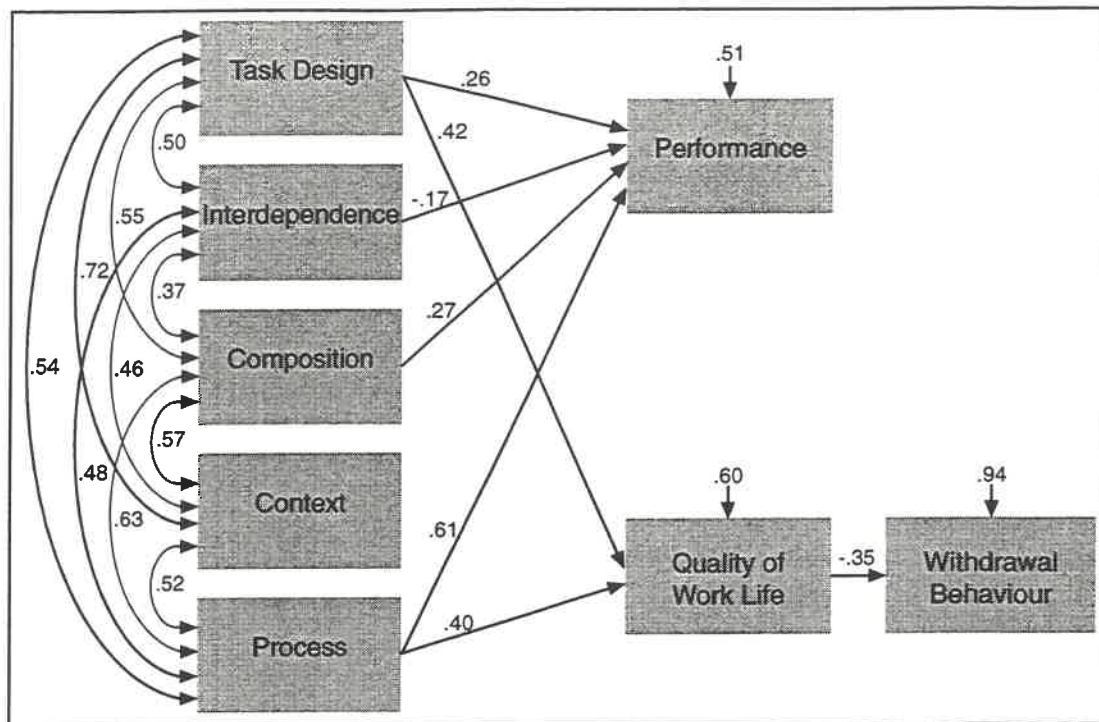 Task Design
Interdependence
Composition
Context
Process
Performance
Quality of
Work Life
Withdrawal
Behaviour
.50
.55
.72
.37
.54
.46
.57
.48
.63
.52
.26
.42
-.17
.27
.61
.40
.51
.60
.94
-.35